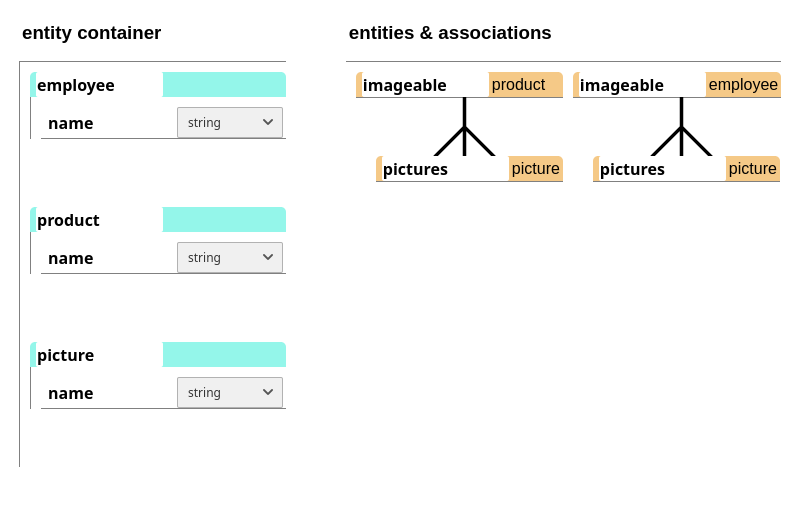 entity container
employee
name string
product
name string
picture
name string
entities & associations
imageable product imageable employee
pictures picture pictures picture